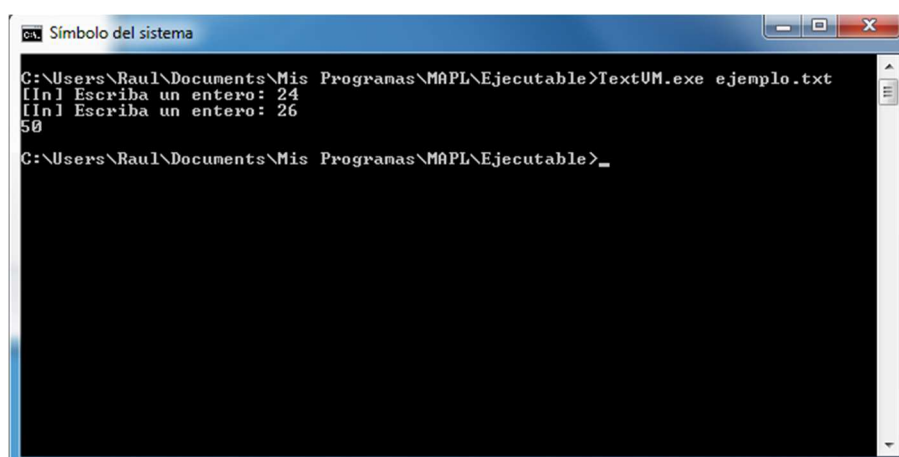 Símbolo del sistema
C:\Users\Raul\Documents\Mis Programas\MAPL\Ejecutable>TextVM.exe ejemplo.txt
[In] Escriba un entero: 24
[In] Escriba un entero: 26
50
C:\Users\Raul\Documents\Mis Programas\MAPL\Ejecutable>_